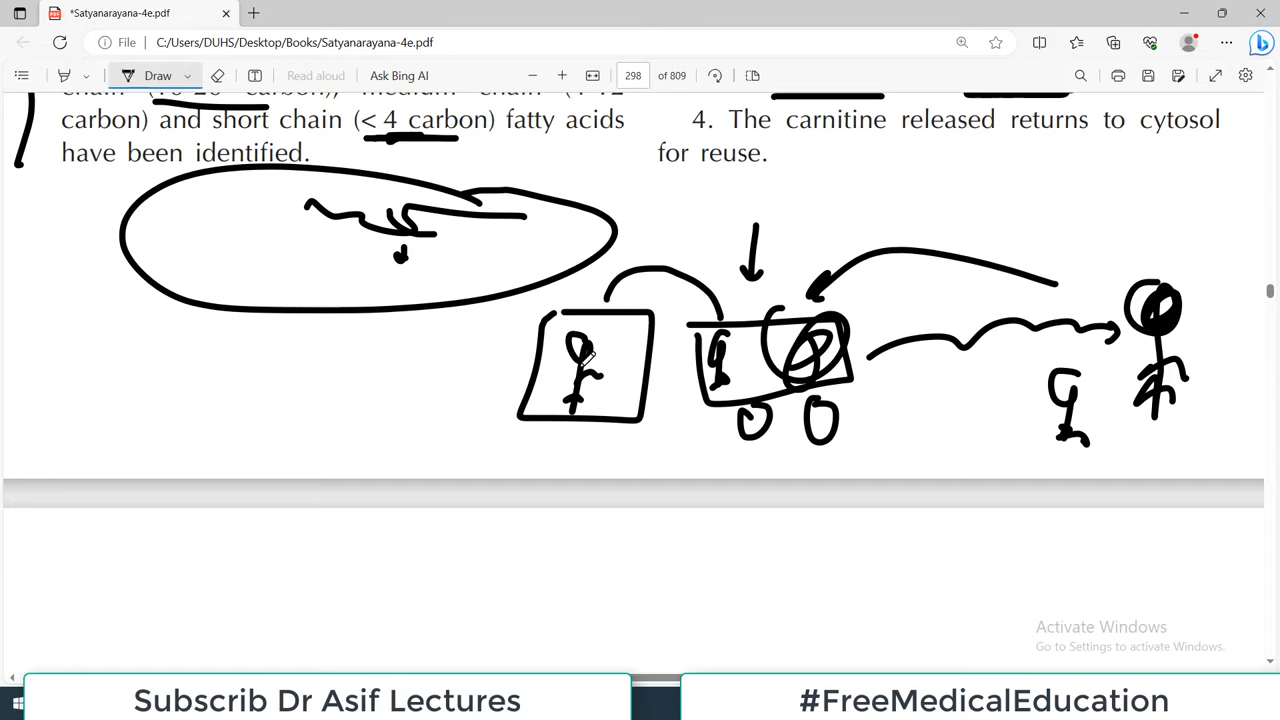 *Satyanarayana-4e.pdf
File C:/Users/DUHS/Desktop/Books/Satyanarayana-4e.pdf
Draw Read aloud Ask Bing AI 298 of 809
carbon) and short chain (< 4 carbon) fatty acids
have been identified.
4. The carnitine released returns to cytosol
for reuse.
Activate Windows
Go to Settings to activate Windows.
Subscrib Dr Asif Lectures
#FreeMedicalEducation